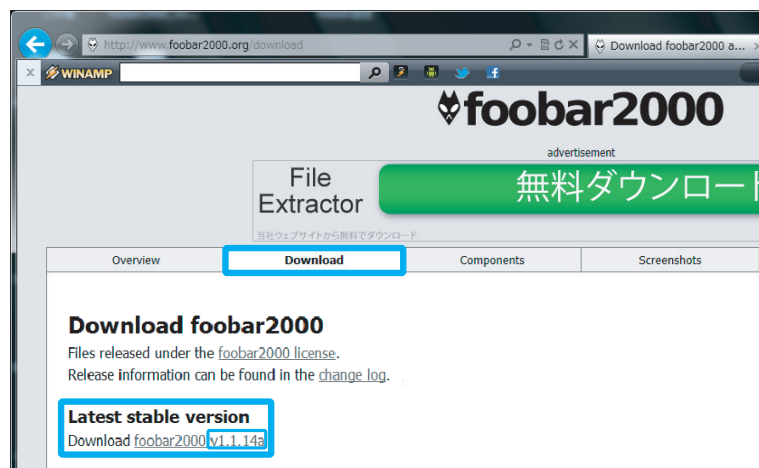 http://www.foobar2000.org/download
Download foobar2000 a...
WINAMP
foobar2000
advertisement
File
Extractor
無料ダウンロード
当社ウェブサイトから無料でダウンロード
Overview Download Components Screenshots
Download foobar2000
Files released under the foobar2000 license.
Release information can be found in the change log.
Latest stable version
Download foobar2000 v1.1.14a